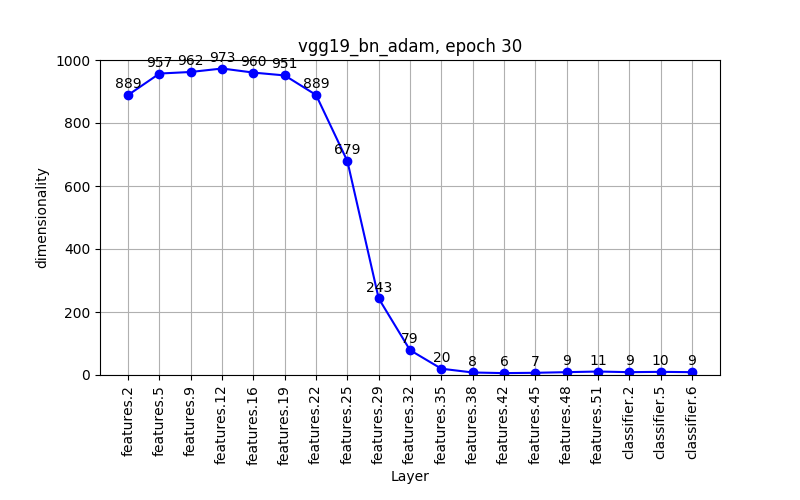 vgg19_bn_adam, epoch 30
dimensionality
1000
800
600
400
200
0
889
957
962
973
960
951
889
679
243
79
20
8
6
7
9
11
9
10
9
features.2
features.5
features.9
features.12
features.16
features.19
features.22
features.25
features.29
features.32
features.35
features.38
features.42
features.45
features.48
features.51
classifier.2
classifier.5
classifier.6
Layer